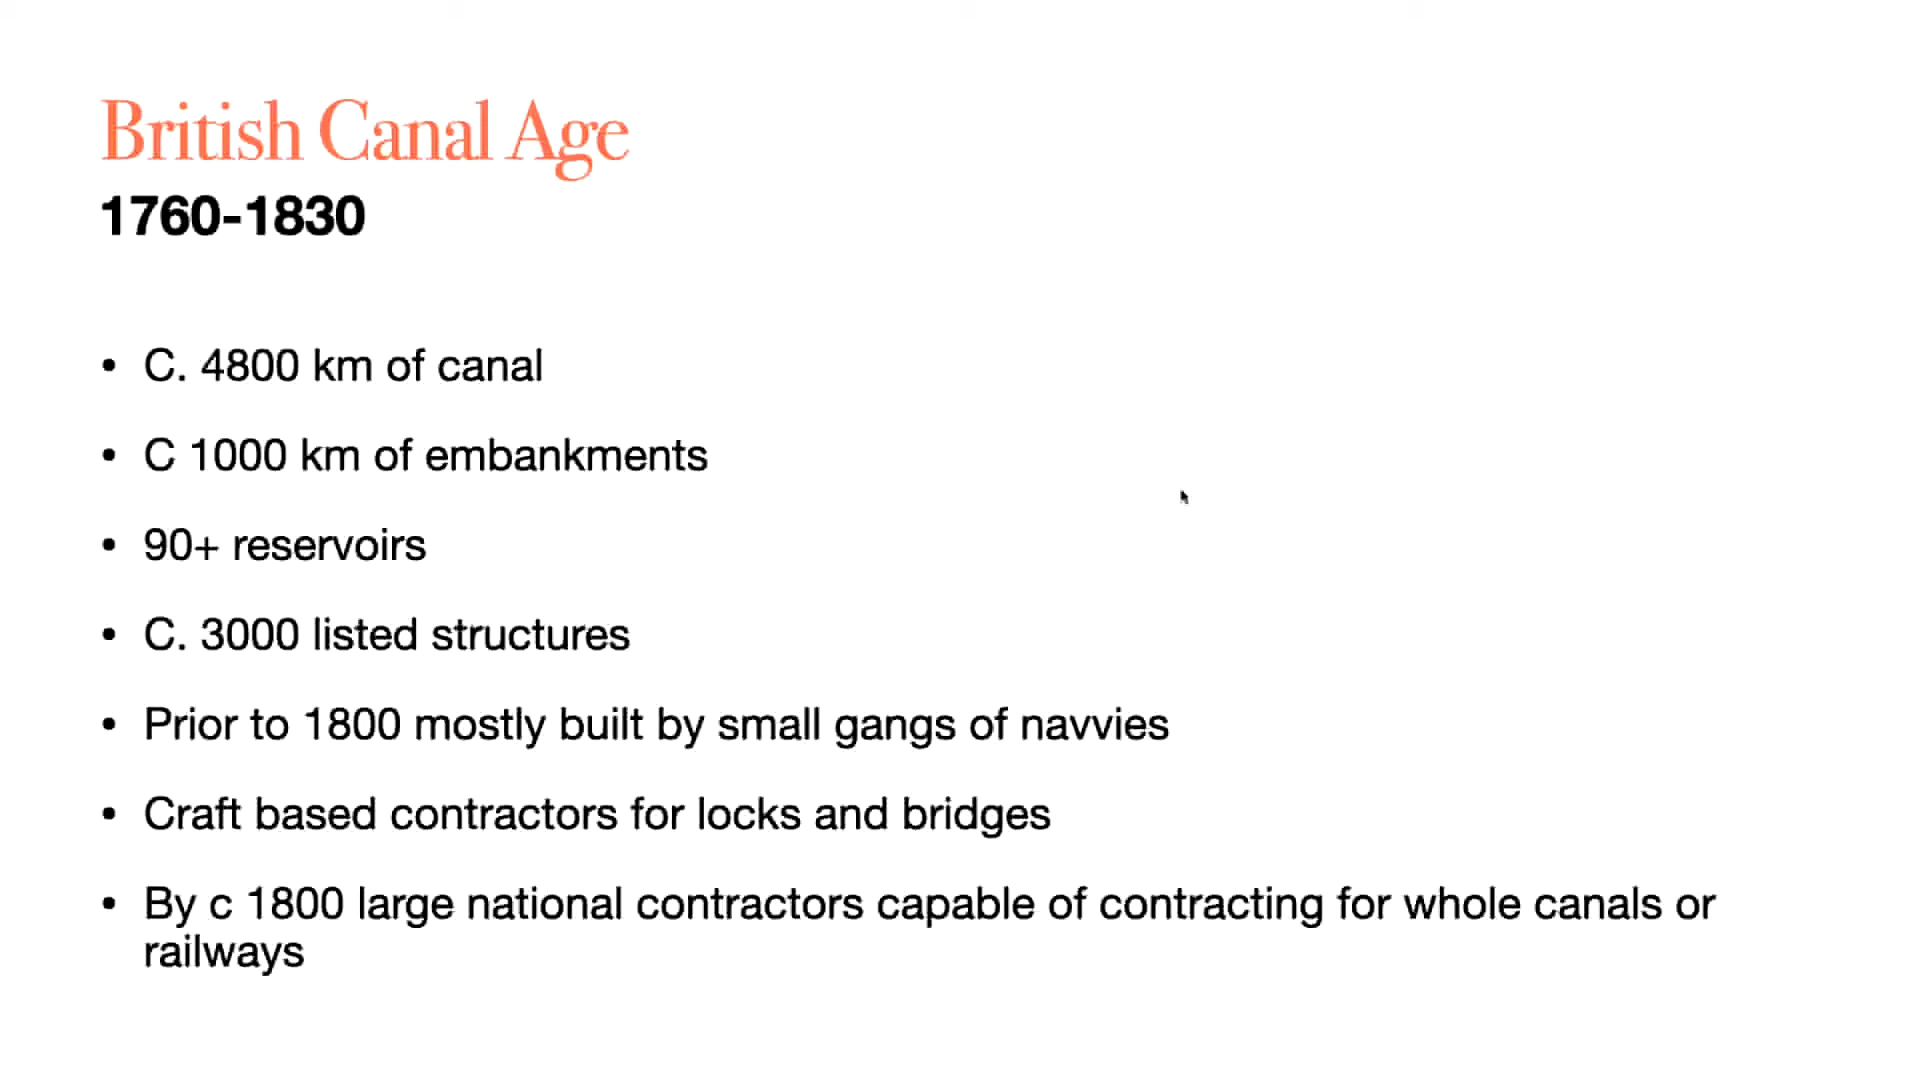 British Canal Age
1760-1830
• C. 4800 km of canal
• C 1000 km of embankments
• 90+ reservoirs
• C. 3000 listed structures
• Prior to 1800 mostly built by small gangs of navvies
• Craft based contractors for locks and bridges
• By c 1800 large national contractors capable of contracting for whole canals or
railways